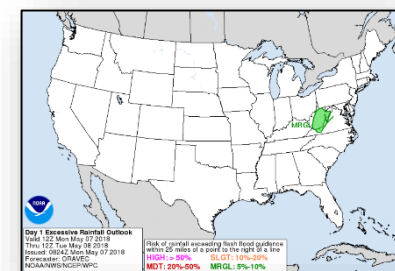 MRGL
NOAA
Day 1 Excessive Rainfall Outlook
Valid 12Z Mon May 07 2018
Thru 12Z Tue May 08 2018
Issued: 0824Z Mon May 07 2018
Forecaster: ORAVEC
NOAA/NWS/NCEP/WPC
Risk of rainfall exceeding flash flood guidance
within 25 miles of a point to the right of a line
HIGH: > 50% SLGT: 10%-20%
MDT: 20%-50% MRGL: 5%-10%